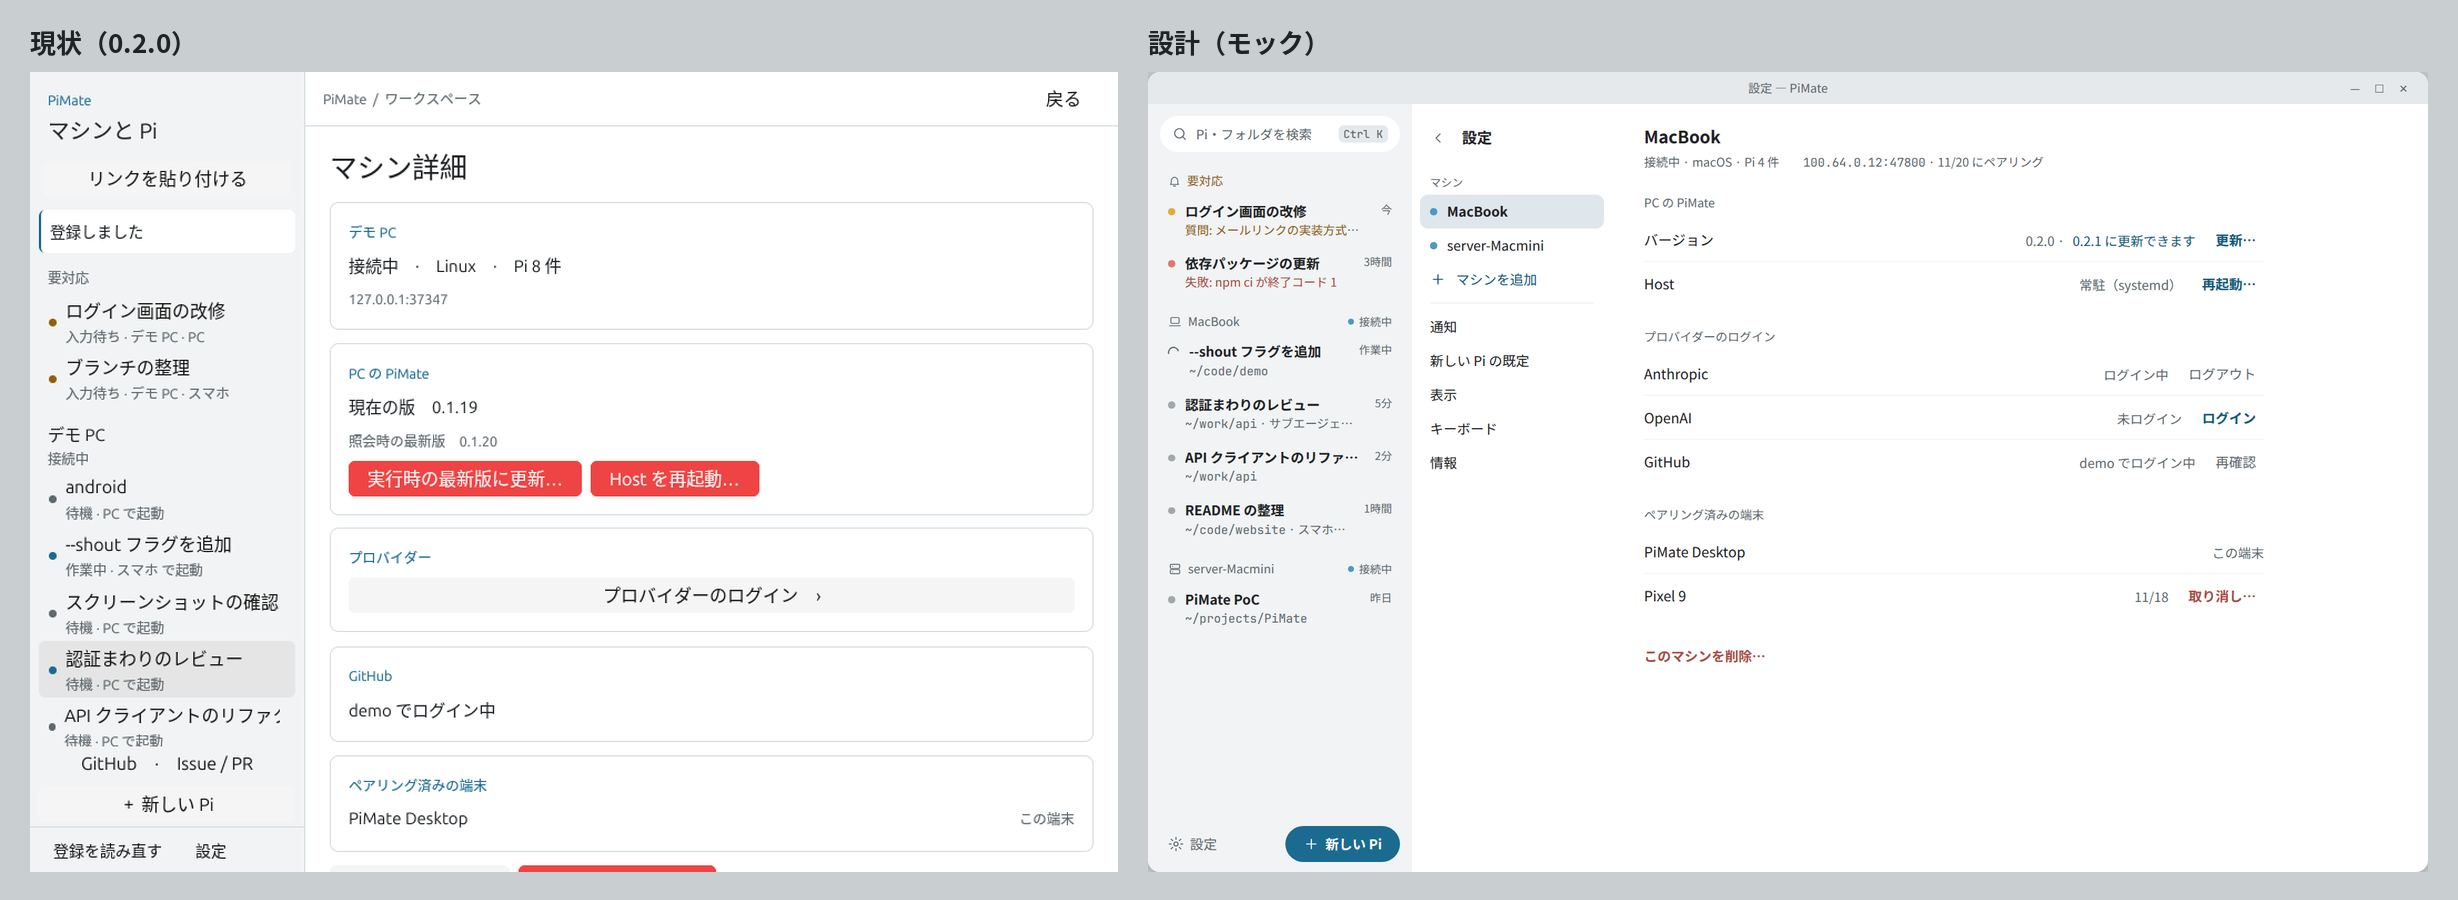 現状（0.2.0）
PiMate
マシンと Pi
リンクを貼り付ける
登録しました
要対応
ログイン画面の改修
入力待ち · デモ PC · PC
ブランチの整理
入力待ち · デモ PC · スマホ
デモ PC
接続中
android
待機 · PC で起動
--shout フラグを追加
作業中 · スマホ で起動
スクリーンショットの確認
待機 · PC で起動
認証まわりのレビュー
待機 · PC で起動
API クライアントのリファク
待機 · PC で起動
GitHub · Issue / PR
+ 新しい Pi
登録を読み直す 設定
PiMate / ワークスペース 戻る
マシン詳細
デモ PC
接続中 · Linux · Pi 8 件
127.0.0.1:37347
PC の PiMate
現在の版 0.1.19
照会時の最新版 0.1.20
実行時の最新版に更新… Host を再起動…
プロバイダー
プロバイダーのログイン ›
GitHub
demo でログイン中
ペアリング済みの端末
PiMate Desktop この端末
設計（モック）
設定 — PiMate
Pi・フォルダを検索 Ctrl K
要対応
ログイン画面の改修 今
質問: メールリンクの実装方式…
依存パッケージの更新 3時間
失敗: npm ci が終了コード 1
MacBook 接続中
--shout フラグを追加 作業中
~/code/demo
認証まわりのレビュー 5分
~/work/api · サブエージェ…
API クライアントのリファ… 2分
~/work/api
README の整理 1時間
~/code/website · スマホ…
server-Macmini 接続中
PiMate PoC 昨日
~/projects/PiMate
設定 + 新しい Pi
設定
マシン
MacBook
server-Macmini
+ マシンを追加
通知
新しい Pi の既定
表示
キーボード
情報
MacBook
接続中 · macOS · Pi 4 件 100.64.0.12:47800 · 11/20 にペアリング
PC の PiMate
バージョン 0.2.0 · 0.2.1 に更新できます 更新…
Host 常駐（systemd） 再起動…
プロバイダーのログイン
Anthropic ログイン中 ログアウト
OpenAI 未ログイン ログイン
GitHub demo でログイン中 再確認
ペアリング済みの端末
PiMate Desktop この端末
Pixel 9 11/18 取り消し…
このマシンを削除…